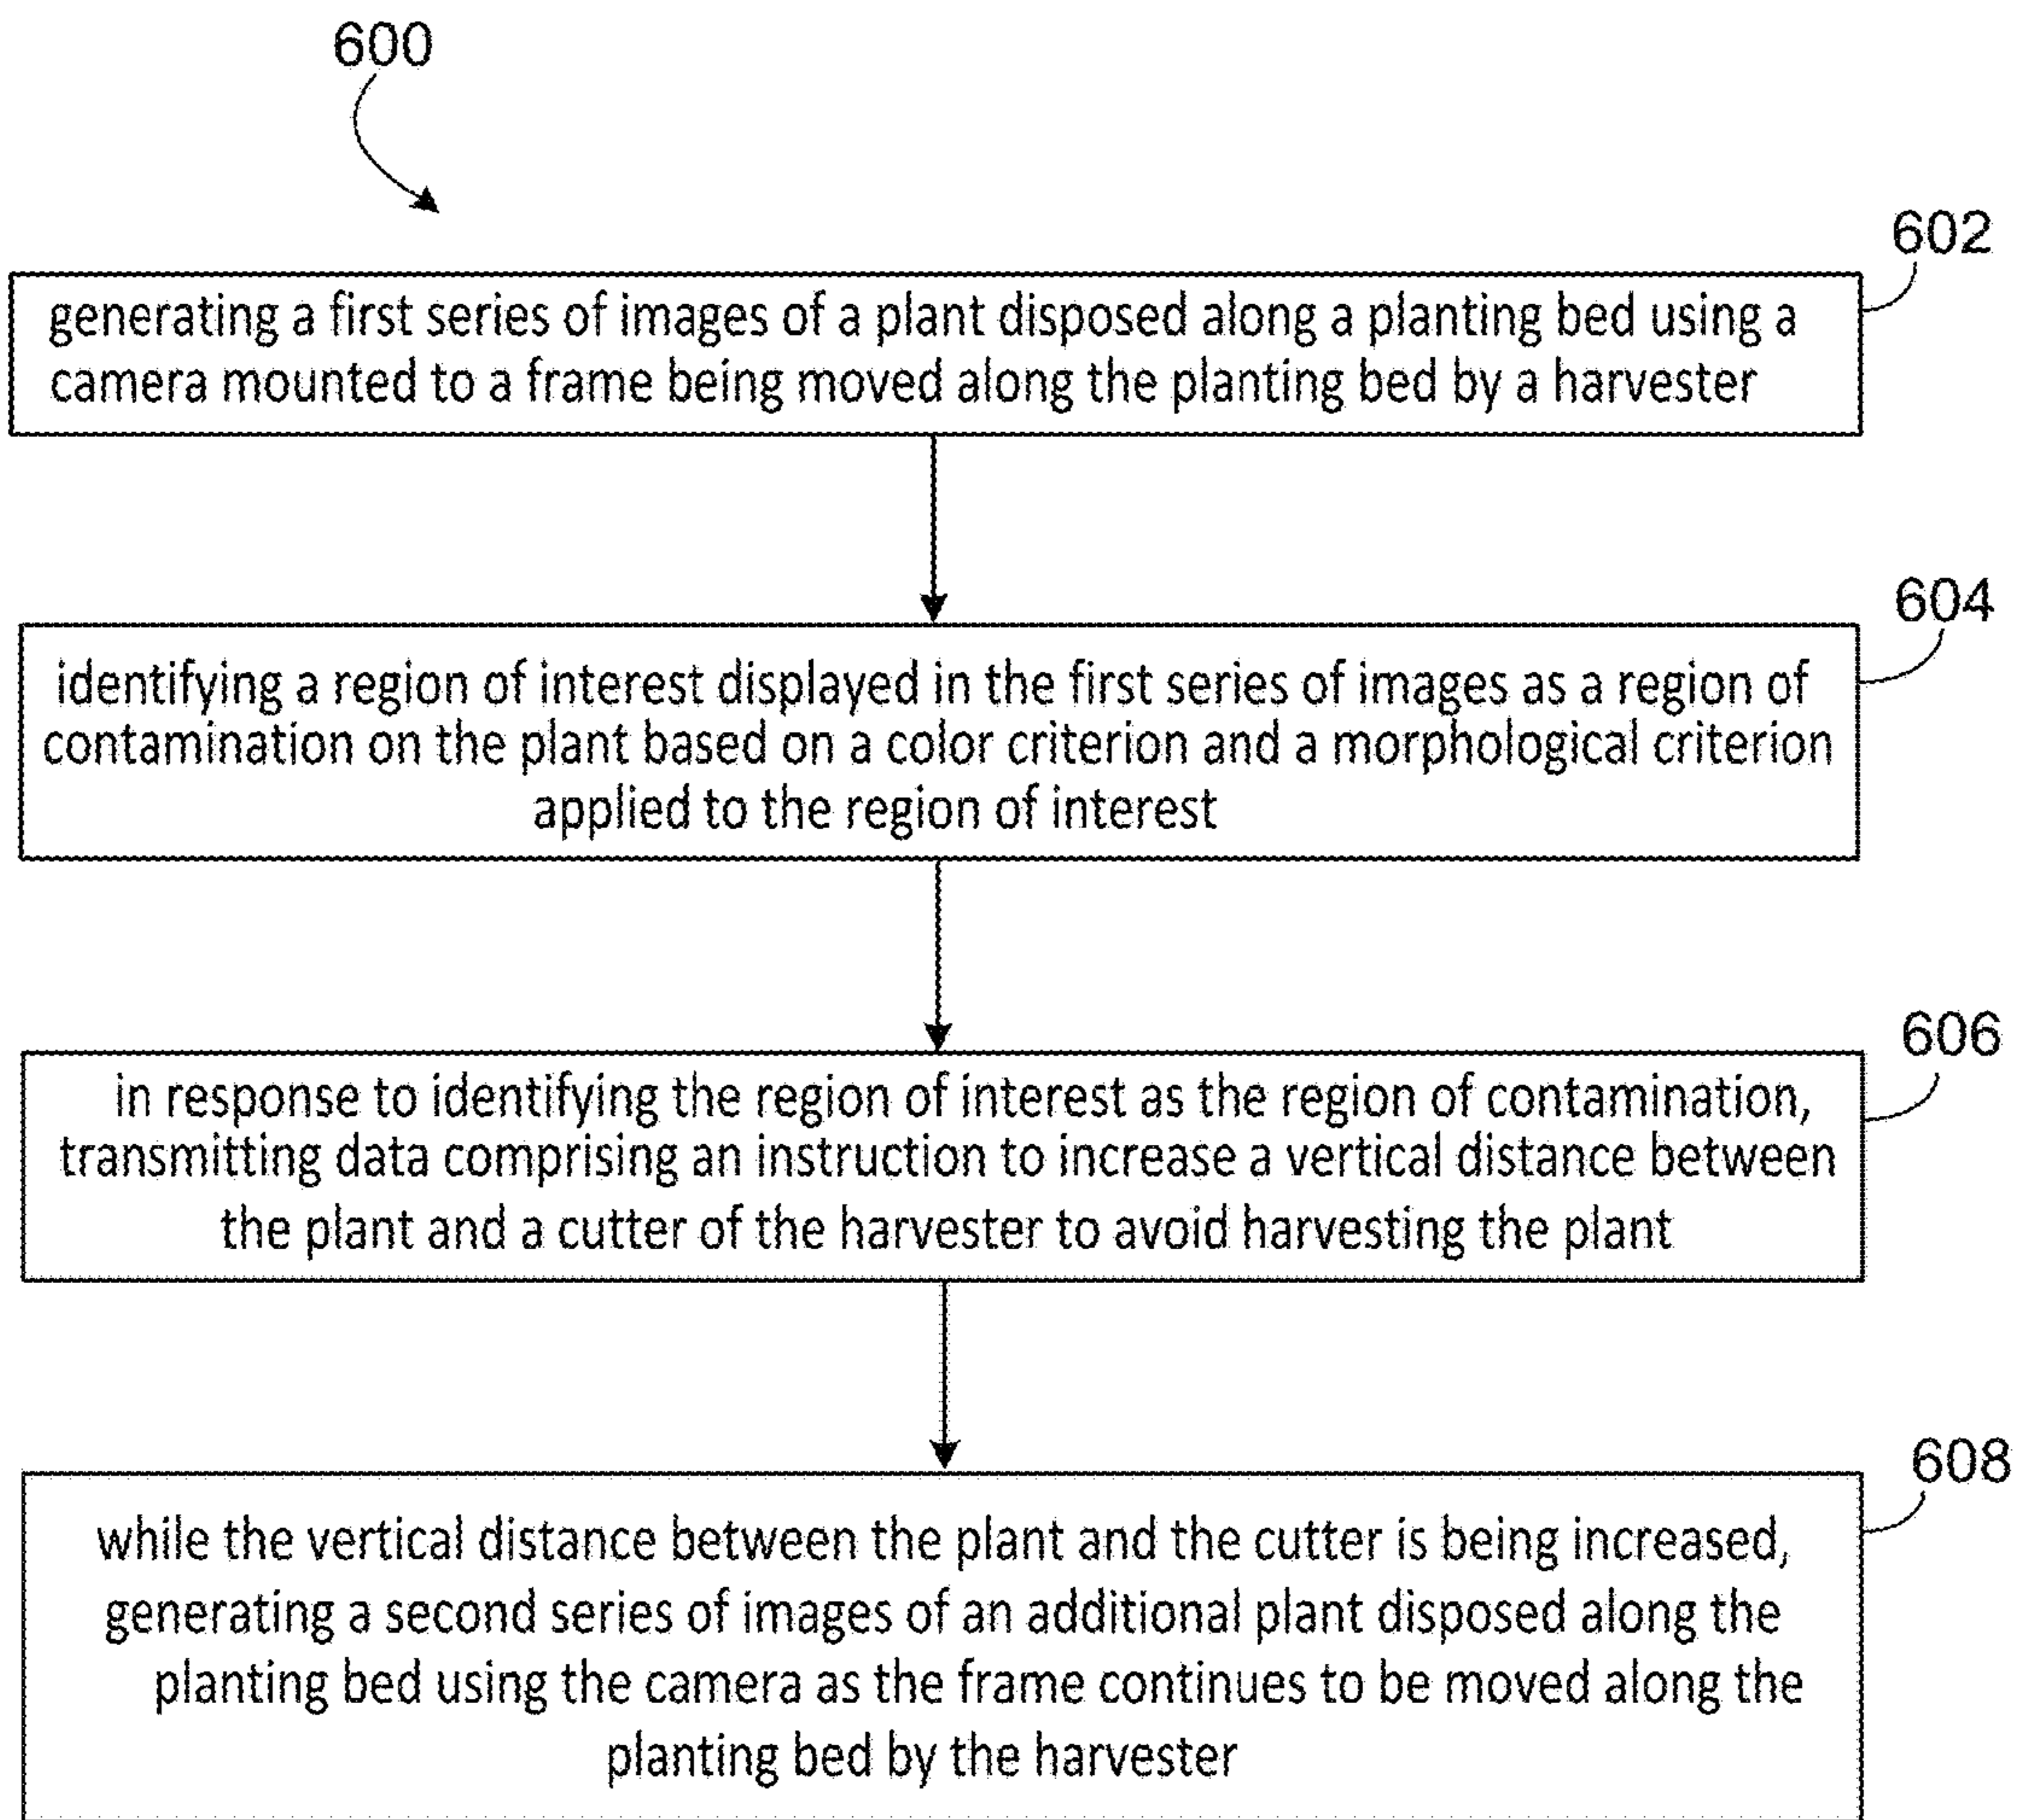 600
602
generating a first series of images of a plant disposed along a planting bed using a
camera mounted to a frame being moved along the planting bed by a harvester
604
identifying a region of interest displayed in the first series of images as a region of
contamination on the plant based on a color criterion and a morphological criterion
applied to the region of interest
606
in response to identifying the region of interest as the region of contamination,
transmitting data comprising an instruction to increase a vertical distance between
the plant and a cutter of the harvester to avoid harvesting the plant
608
while the vertical distance between the plant and the cutter is being increased,
generating a second series of images of an additional plant disposed along the
planting bed using the camera as the frame continues to be moved along the
planting bed by the harvester